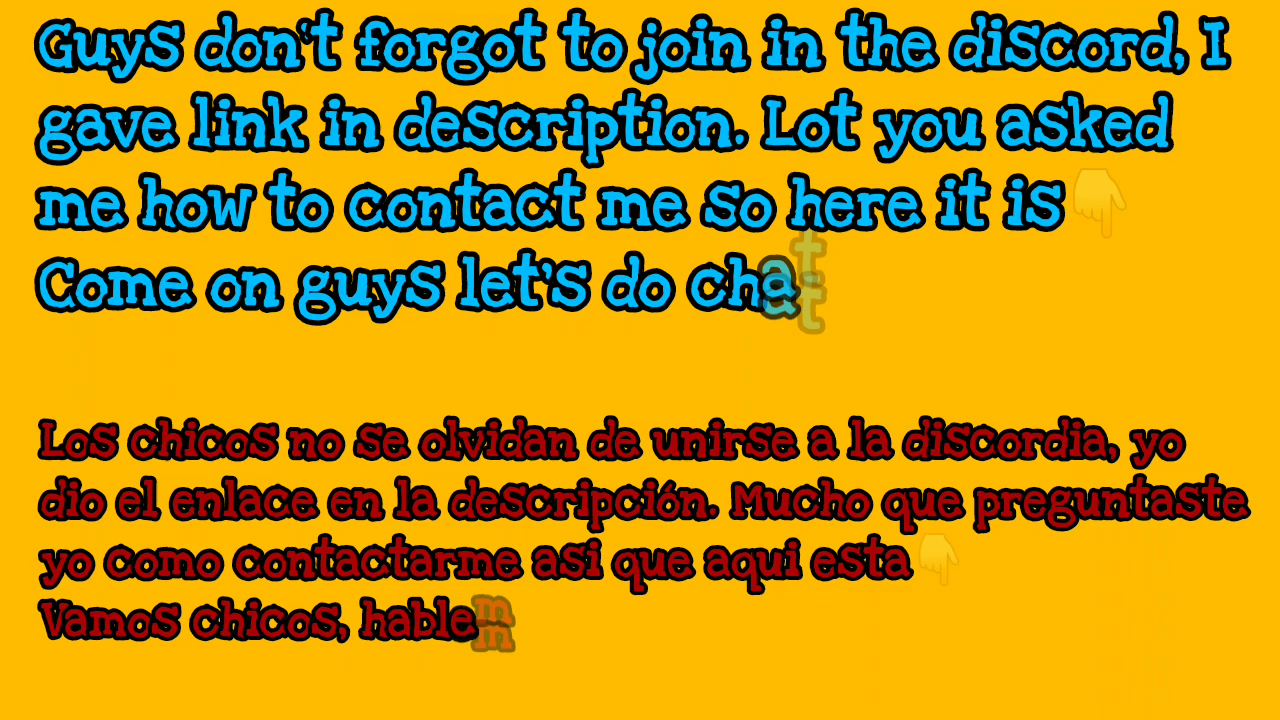 Guys don't forgot to join in the discord, I
gave link in description. Lot you asked
me how to contact me so here it is👇
Come on guys let's do chat
Los chicos no se olvidan de unirse a la discordia, yo
dio el enlace en la descripción. Mucho que preguntaste
yo como contactarme asi que aqui esta👇
Vamos chicos, hablem